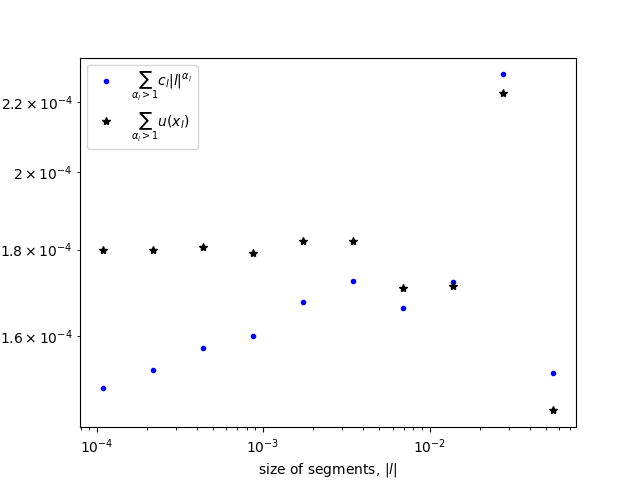 ∑_{α_l>1} c_l|l|^{α_l}
∑_{α_l>1} u(x_l)
2.2 × 10⁻⁴
2 × 10⁻⁴
1.8 × 10⁻⁴
1.6 × 10⁻⁴
10⁻⁴ 10⁻³ 10⁻²
size of segments, |l|